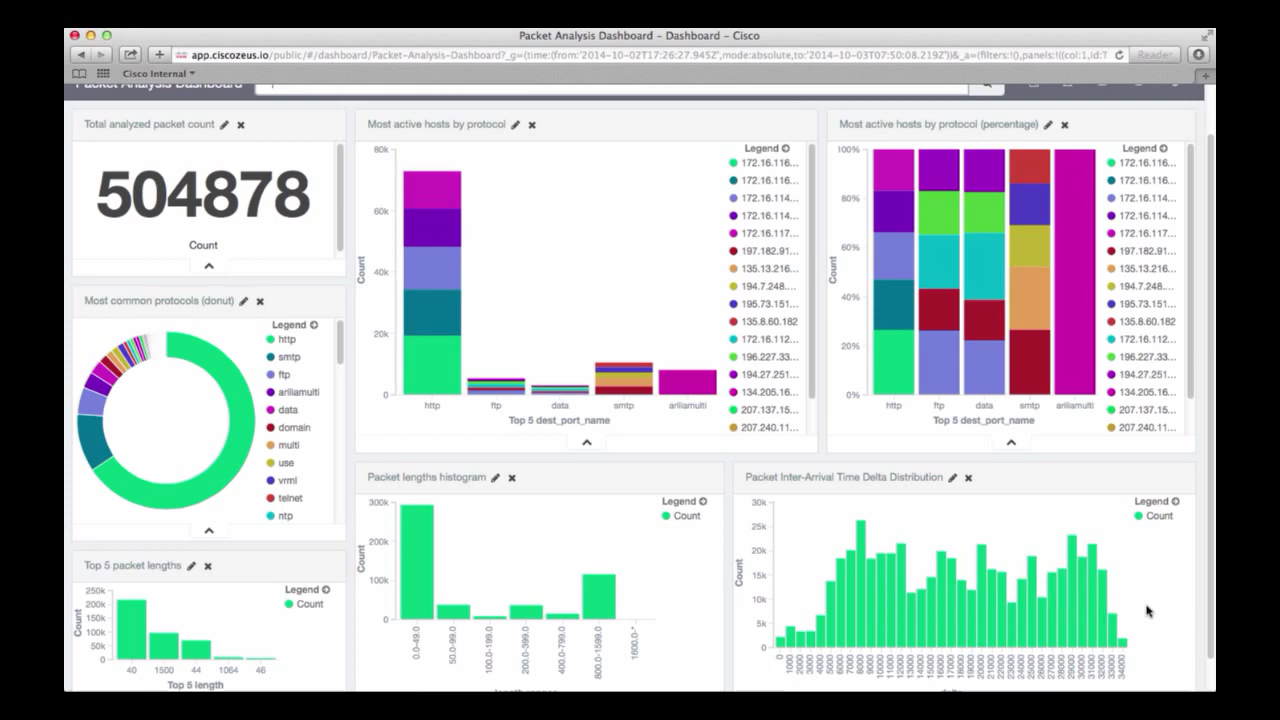 Packet Analysis Dashboard - Dashboard - Cisco
app.ciscozeus.io/public/#/dashboard/Packet-Analysis-Dashboard?_g=(time:(from:'2014-10-02T17:26:27.945Z',mode:absolute,to:'2014-10-03T07:50:08.219Z'))&_a=(filters:!(),panels:!((col:1,id:T
Reader
Cisco Internal
Packet Analysis Dashboard
Total analyzed packet count
504878
Count
Most active hosts by protocol
80k
60k
40k
20k
0
Count
http
ftp
data
smtp
ariliamulti
Top 5 dest_port_name
Legend
172.16.116...
172.16.116...
172.16.114...
172.16.114...
172.16.117...
197.182.91...
135.13.216...
194.7.248....
195.73.151...
135.8.60.182
172.16.112...
196.227.33...
194.27.251...
134.205.16...
207.137.15...
207.240.11...
Most active hosts by protocol (percentage)
100%
80%
60%
40%
20%
0%
Count
http
ftp
data
smtp
ariliamulti
Top 5 dest_port_name
Legend
172.16.116...
172.16.116...
172.16.114...
172.16.114...
172.16.117...
197.182.91...
135.13.216...
194.7.248....
195.73.151...
135.8.60.182
172.16.112...
196.227.33...
194.27.251...
134.205.16...
207.137.15...
207.240.11...
Most common protocols (donut)
Legend
http
smtp
ftp
ariliamulti
data
domain
multi
use
vrml
telnet
ntp
Top 5 packet lengths
250k
200k
150k
100k
50k
0
Count
40
1500
44
1064
46
Top 5 length
Legend
Count
Packet lengths histogram
300k
200k
100k
0
Count
0.0-49.0
50.0-99.0
100.0-199.0
200.0-399.0
400.0-799.0
800.0-1599.0
1600.0-*
Legend
Count
Packet Inter-Arrival Time Delta Distribution
30k
25k
20k
15k
10k
5k
0
Count
0
1000
2000
3000
4000
5000
6000
7000
8000
9000
10000
11000
12000
13000
14000
15000
16000
17000
18000
19000
20000
21000
22000
23000
24000
25000
26000
27000
28000
29000
30000
31000
32000
33000
34000
Legend
Count